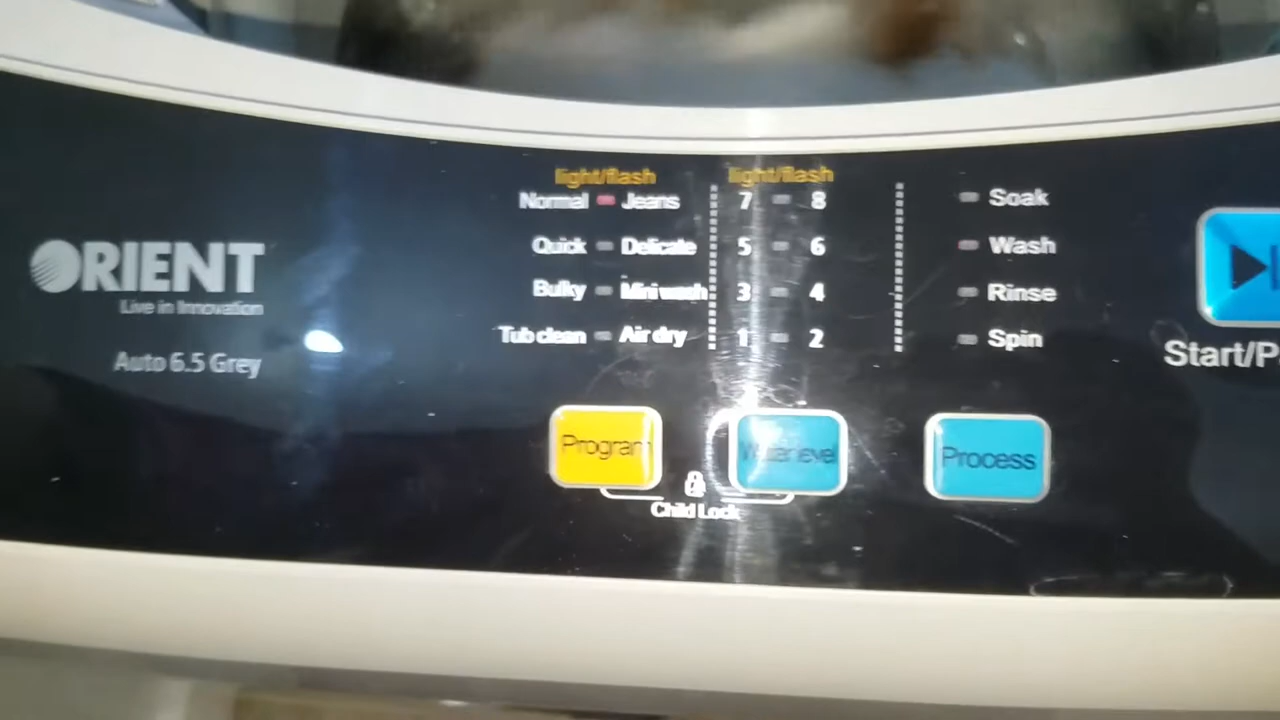 ORIENT
Live in Innovation
Auto 6.5 Grey
light/flash
Normal Jeans
Quick Delicate
Bulky Mini wash
Tub clean Air dry
light/flash
7 8
5 6
3 4
1 2
Soak
Wash
Rinse
Spin
Program
Water level
Process
Child Lock
Start/P